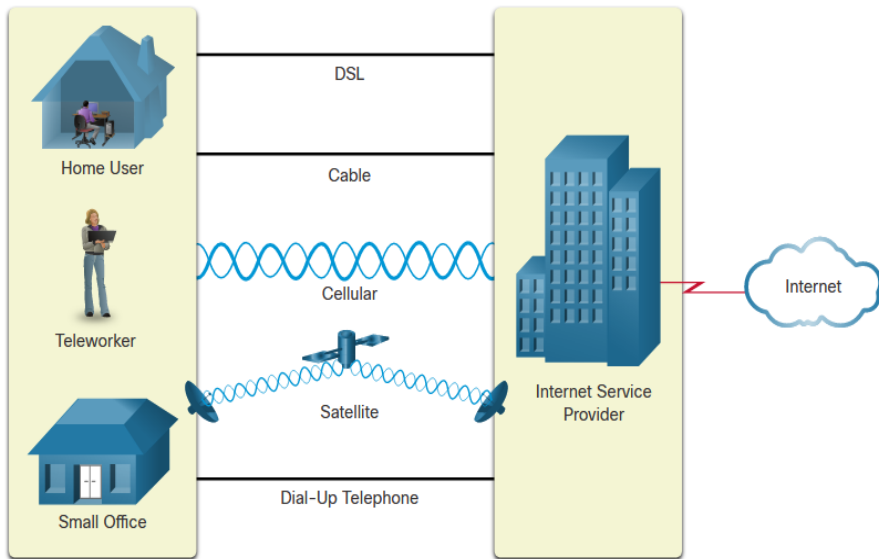 DSL
Home User
Cable
Cellular
Internet
Teleworker
Satellite
Internet Service
Provider
Dial-Up Telephone
Small Office